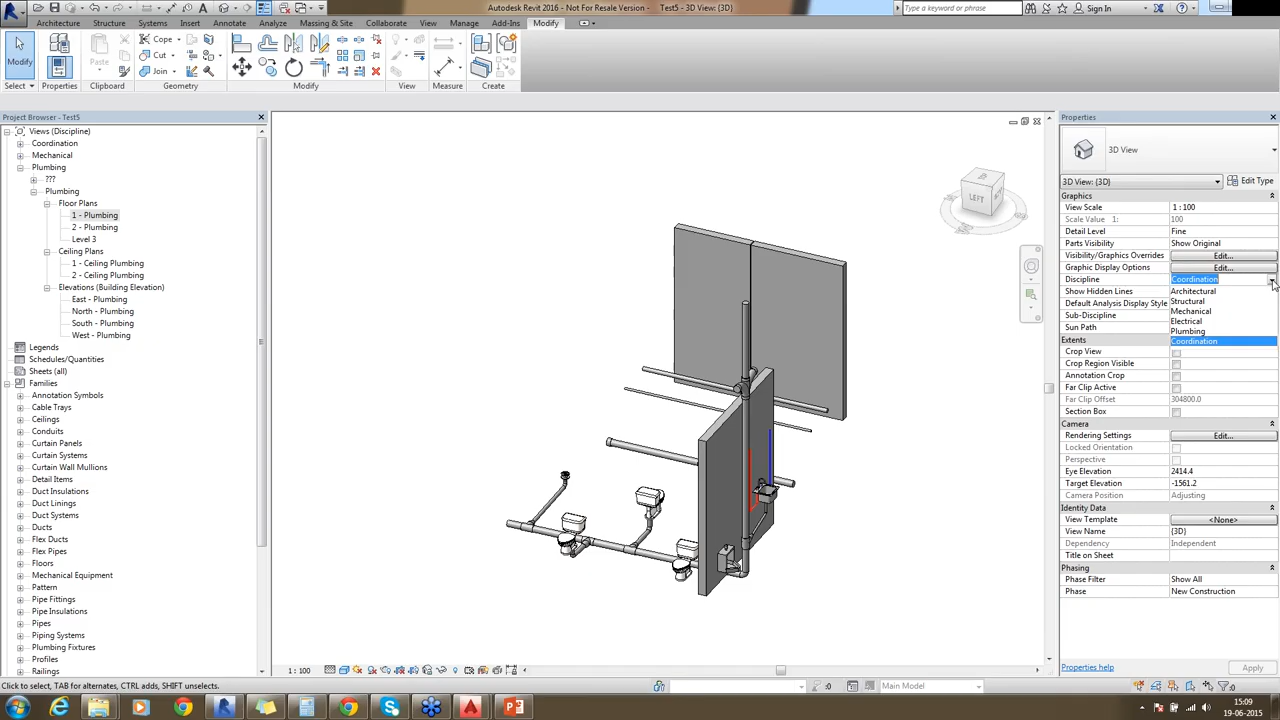 Autodesk Revit 2016 - Not For Resale Version - Test5 - 3D View: {3D}
Type a keyword or phrase
Sign In
Architecture Structure Systems Insert Annotate Analyze Massing & Site Collaborate View Manage Add-Ins Modify
Modify
Paste
Cope
Cut
Join
Select Properties Clipboard Geometry Modify View Measure Create
Project Browser - Test5
Views (Discipline)
Coordination
Mechanical
Plumbing
???
Plumbing
Floor Plans
1 - Plumbing
2 - Plumbing
Level 3
Ceiling Plans
1 - Ceiling Plumbing
2 - Ceiling Plumbing
Elevations (Building Elevation)
East - Plumbing
North - Plumbing
South - Plumbing
West - Plumbing
Legends
Schedules/Quantities
Sheets (all)
Families
Annotation Symbols
Cable Trays
Ceilings
Conduits
Curtain Panels
Curtain Systems
Curtain Wall Mullions
Detail Items
Duct Insulations
Duct Linings
Duct Systems
Ducts
Flex Ducts
Flex Pipes
Floors
Mechanical Equipment
Pattern
Pipe Fittings
Pipe Insulations
Pipes
Piping Systems
Plumbing Fixtures
Profiles
Railings
LEFT
Properties
3D View
3D View: {3D} Edit Type
Graphics
View Scale 1 : 100
Scale Value 1: 100
Detail Level Fine
Parts Visibility Show Original
Visibility/Graphics Overrides Edit...
Graphic Display Options Edit...
Discipline Coordination
Show Hidden Lines Architectural
Structural
Default Analysis Display Style Mechanical
Sub-Discipline Electrical
Sun Path Plumbing
Extents Coordination
Crop View
Crop Region Visible
Annotation Crop
Far Clip Active
Far Clip Offset 304800.0
Section Box
Camera
Rendering Settings Edit...
Locked Orientation
Perspective
Eye Elevation 2414.4
Target Elevation -1561.2
Camera Position Adjusting
Identity Data
View Template <None>
View Name {3D}
Dependency Independent
Title on Sheet
Phasing
Phase Filter Show All
Phase New Construction
Properties help Apply
1 : 100
Click to select, TAB for alternates, CTRL adds, SHIFT unselects.
:0
Main Model
:0
15:09
19-06-2015